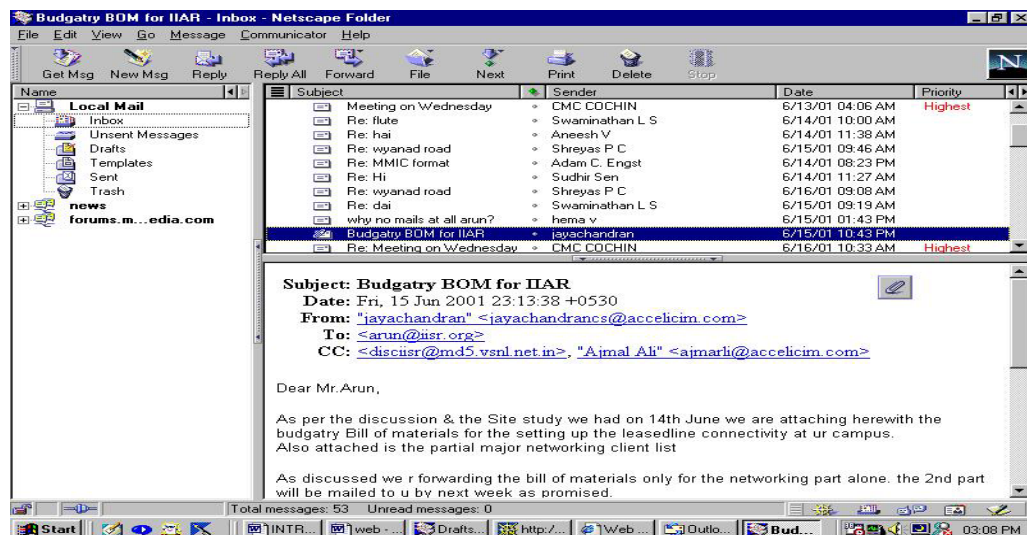 Budgatry BOM for IIAR - Inbox - Netscape Folder
File Edit View Go Message Communicator Help
Get Msg New Msg Reply Reply All Forward File Next Print Delete Stop
N
Name Subject Sender Date Priority
Local Mail
Inbox
Unsent Messages
Drafts
Templates
Sent
Trash
news
forums.m...edia.com
Meeting on Wednesday CMC COCHIN 6/13/01 04:06 AM Highest
Re: flute Swaminathan L S 6/14/01 10:00 AM
Re: hai Aneesh V 6/14/01 11:38 AM
Re: wyanad road Shreyas P C 6/15/01 09:46 AM
Re: MMIC format Adam C. Engst 6/14/01 08:23 PM
Re: Hi Sudhir Sen 6/14/01 11:27 AM
Re: wyanad road Shreyas P C 6/16/01 09:08 AM
Re: dai Swaminathan L S 6/15/01 09:19 AM
why no mails at all arun? hema v 6/15/01 01:43 PM
Budgatry BOM for IIAR jayachandran 6/15/01 10:43 PM
Re: Meeting on Wednesday CMC COCHIN 6/16/01 10:33 AM Highest
Subject: Budgatry BOM for IIAR
Date: Fri, 15 Jun 2001 23:13:38 +0530
From: "jayachandran" <jayachandrancs@accelicim.com>
To: <arun@iisr.org>
CC: <disciisr@md5.vsnl.net.in>, "Ajmal Ali" <ajmarli@accelicim.com>
Dear Mr.Arun,
As per the discussion & the Site study we had on 14th June we are attaching herewith the
budgatry Bill of materials for the setting up the leasedline connectivity at ur campus.
Also attached is the partial major networking client list
As discussed we r forwarding the bill of materials only for the networking part alone. the 2nd part
will be mailed to u by next week as promised.
Total messages: 53 Unread messages: 0
Start INTR... web - ... Drafts... http:/... Web ... Outlo... Bud... 03:08 PM